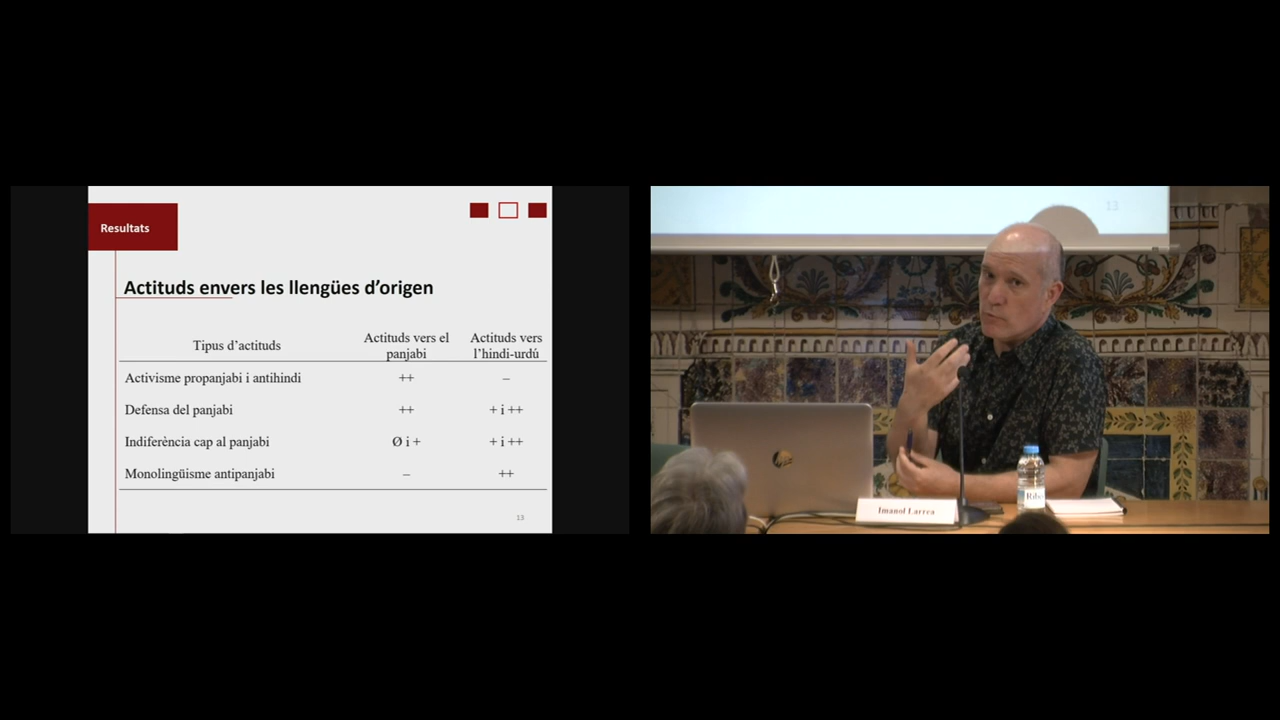 Resultats
Actituds envers les llengües d’origen
Tipus d’actituds
Actituds vers el
panjabi
Actituds vers
l’hindi-urdú
Activisme propanjabi i antihindi ++ –
Defensa del panjabi ++ + i ++
Indiferència cap al panjabi Ø i + + i ++
Monolingüisme antipanjabi – ++
13
13
hp
Imanol Larrea